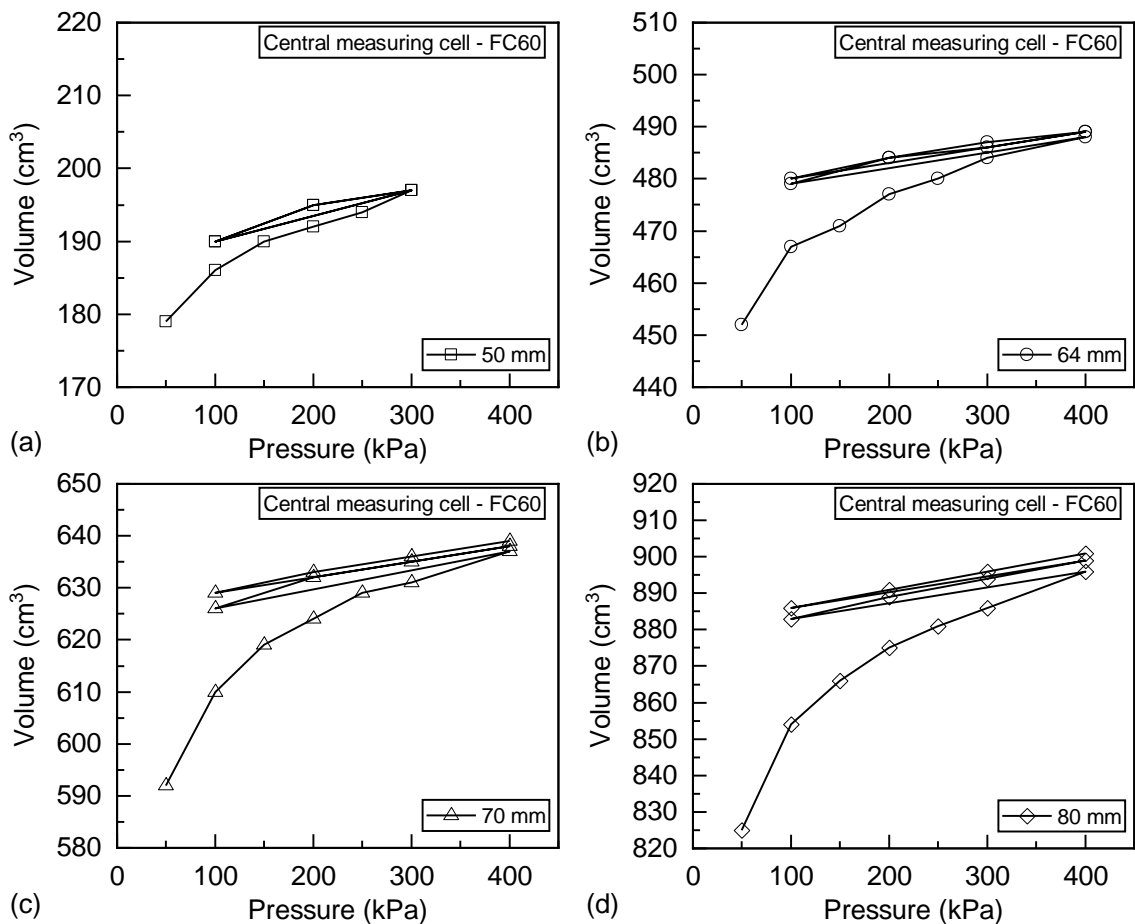 220
210
200
190
180
170
Volume (cm³)
Central measuring cell - FC60
50 mm
0 100 200 300 400
(a)
Pressure (kPa)
510
500
490
480
470
460
450
440
Volume (cm³)
Central measuring cell - FC60
64 mm
0 100 200 300 400
(b)
Pressure (kPa)
650
640
630
620
610
600
590
580
Volume (cm³)
Central measuring cell - FC60
70 mm
0 100 200 300 400
(c)
Pressure (kPa)
920
910
900
890
880
870
860
850
840
830
820
Volume (cm³)
Central measuring cell - FC60
80 mm
0 100 200 300 400
(d)
Pressure (kPa)